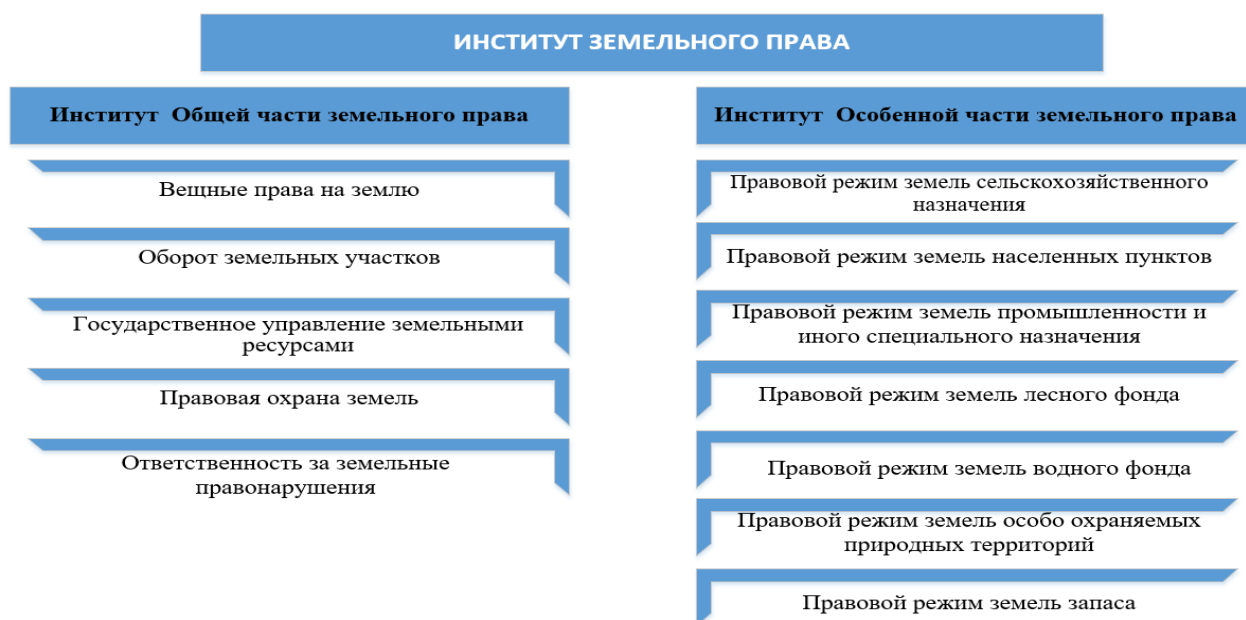 ИНСТИТУТ ЗЕМЕЛЬНОГО ПРАВА
Институт Общей части земельного права
Вещные права на землю
Оборот земельных участков
Государственное управление земельными
ресурсами
Правовая охрана земель
Ответственность за земельные
правонарушения
Институт Особенной части земельного права
Правовой режим земель сельскохозяйственного
назначения
Правовой режим земель населенных пунктов
Правовой режим земель промышленности и
иного специального назначения
Правовой режим земель лесного фонда
Правовой режим земель водного фонда
Правовой режим земель особо охраняемых
природных территорий
Правовой режим земель запаса